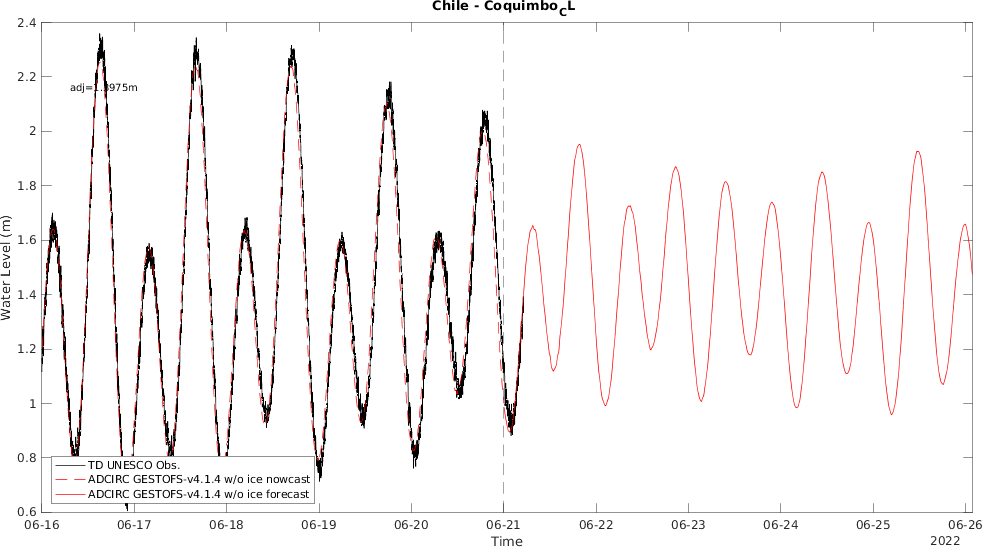 Chile - Coquimbo_CL
2.4
2.2
2
1.8
1.6
1.4
1.2
1
0.8
0.6
Water Level (m)
TD UNESCO Obs.
ADCIRC GESTOFS-v4.1.4 w/o ice nowcast
ADCIRC GESTOFS-v4.1.4 w/o ice forecast
06-16 06-17 06-18 06-19 06-20 06-21 06-22 06-23 06-24 06-25 06-26
Time
2022